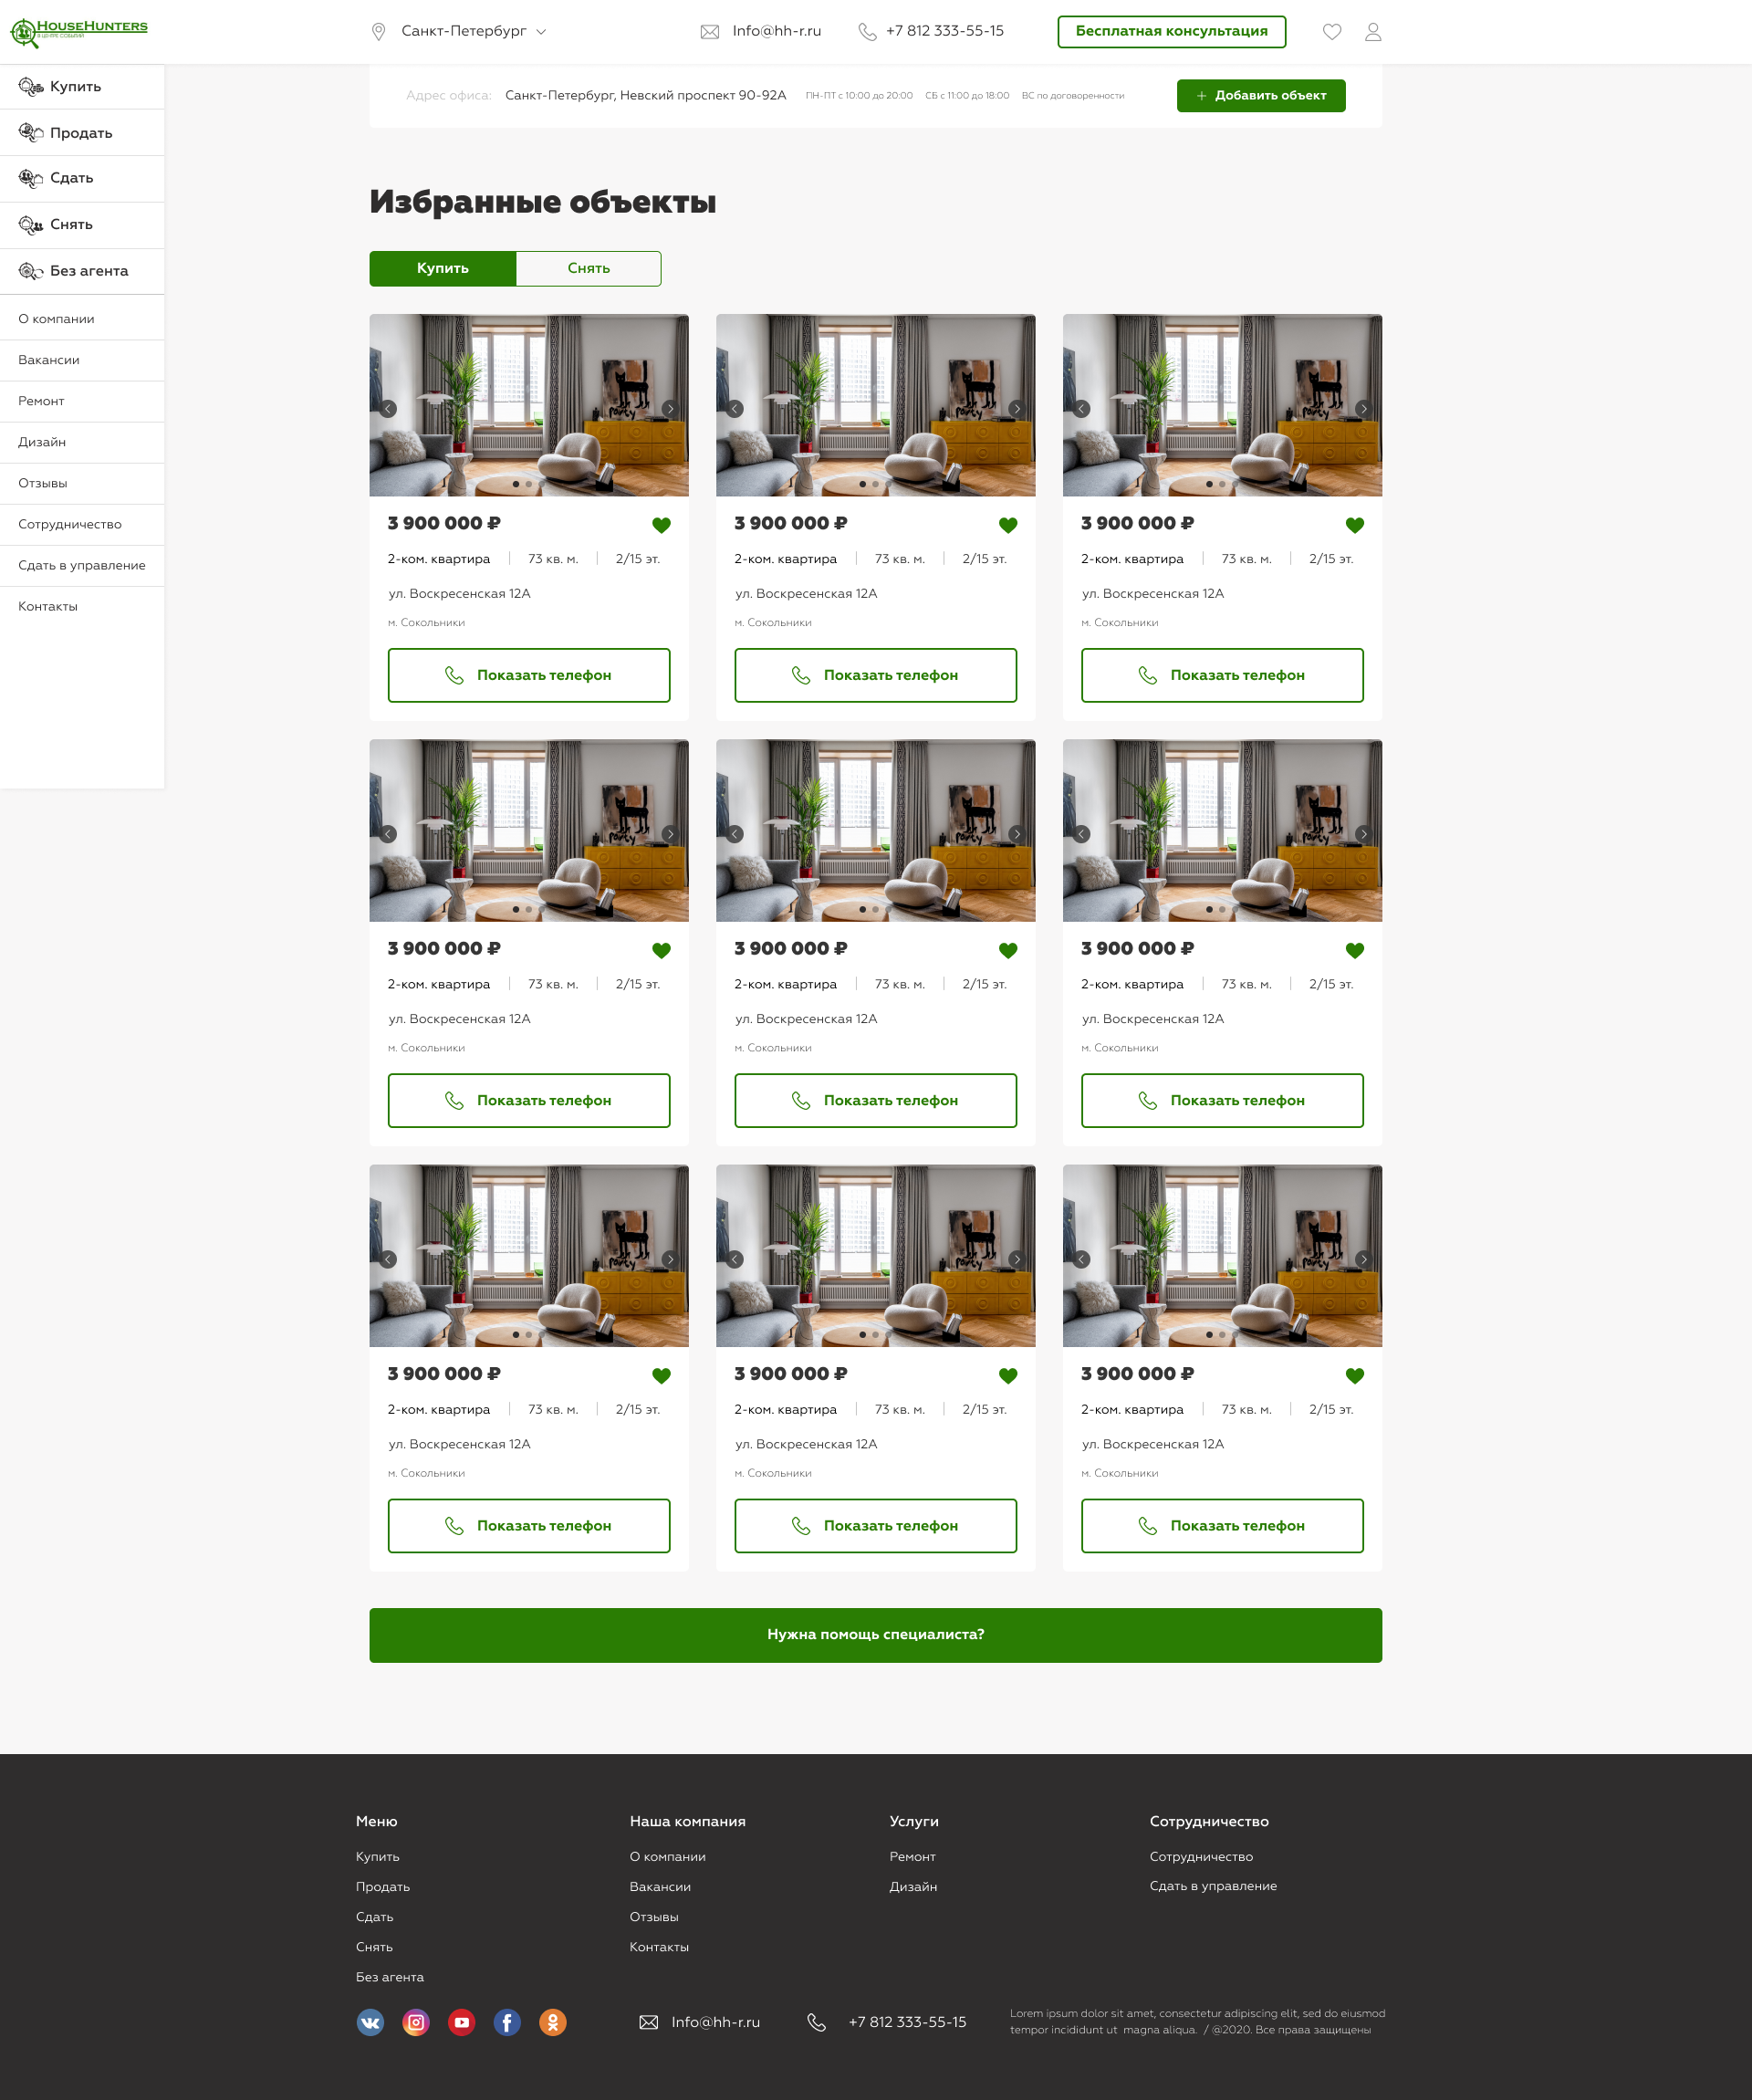 HouseHunters
Санкт-Петербург
Info@hh-r.ru
+7 812 333-55-15
Бесплатная консультация
Купить
Продать
Сдать
Снять
Без агента
О компании
Вакансии
Ремонт
Дизайн
Отзывы
Сотрудничество
Сдать в управление
Контакты
Адрес офиса: Санкт-Петербург, Невский проспект 90-92А ПН-ПТ с 10:00 до 20:00 СБ с 11:00 до 18:00 ВС по договоренности
+ Добавить объект
Избранные объекты
Купить Снять
party party party
3 900 000 ₽ 3 900 000 ₽ 3 900 000 ₽
2-ком. квартира 73 кв. м. 2/15 эт. 2-ком. квартира 73 кв. м. 2/15 эт. 2-ком. квартира 73 кв. м. 2/15 эт.
ул. Воскресенская 12А ул. Воскресенская 12А ул. Воскресенская 12А
м. Сокольники м. Сокольники м. Сокольники
Показать телефон Показать телефон Показать телефон
party party party
3 900 000 ₽ 3 900 000 ₽ 3 900 000 ₽
2-ком. квартира 73 кв. м. 2/15 эт. 2-ком. квартира 73 кв. м. 2/15 эт. 2-ком. квартира 73 кв. м. 2/15 эт.
ул. Воскресенская 12А ул. Воскресенская 12А ул. Воскресенская 12А
м. Сокольники м. Сокольники м. Сокольники
Показать телефон Показать телефон Показать телефон
party party party
3 900 000 ₽ 3 900 000 ₽ 3 900 000 ₽
2-ком. квартира 73 кв. м. 2/15 эт. 2-ком. квартира 73 кв. м. 2/15 эт. 2-ком. квартира 73 кв. м. 2/15 эт.
ул. Воскресенская 12А ул. Воскресенская 12А ул. Воскресенская 12А
м. Сокольники м. Сокольники м. Сокольники
Показать телефон Показать телефон Показать телефон
Нужна помощь специалиста?
Меню
Купить
Продать
Сдать
Снять
Без агента
Наша компания
О компании
Вакансии
Отзывы
Контакты
Услуги
Ремонт
Дизайн
Сотрудничество
Сотрудничество
Сдать в управление
Info@hh-r.ru
+7 812 333-55-15
Lorem ipsum dolor sit amet, consectetur adipiscing elit, sed do eiusmod
tempor incididunt ut magna aliqua. / @2020. Все права защищены